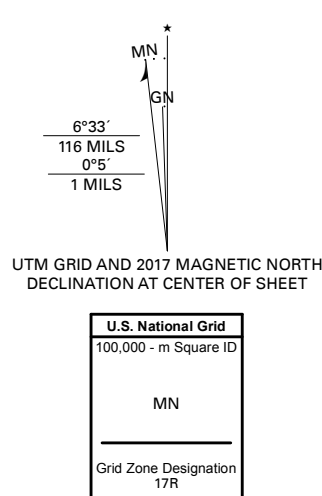 ★
MN
GN
6°33´
116 MILS
0°5´
1 MILS
UTM GRID AND 2017 MAGNETIC NORTH
DECLINATION AT CENTER OF SHEET
U.S. National Grid
100,000 - m Square ID
MN
Grid Zone Designation
17R